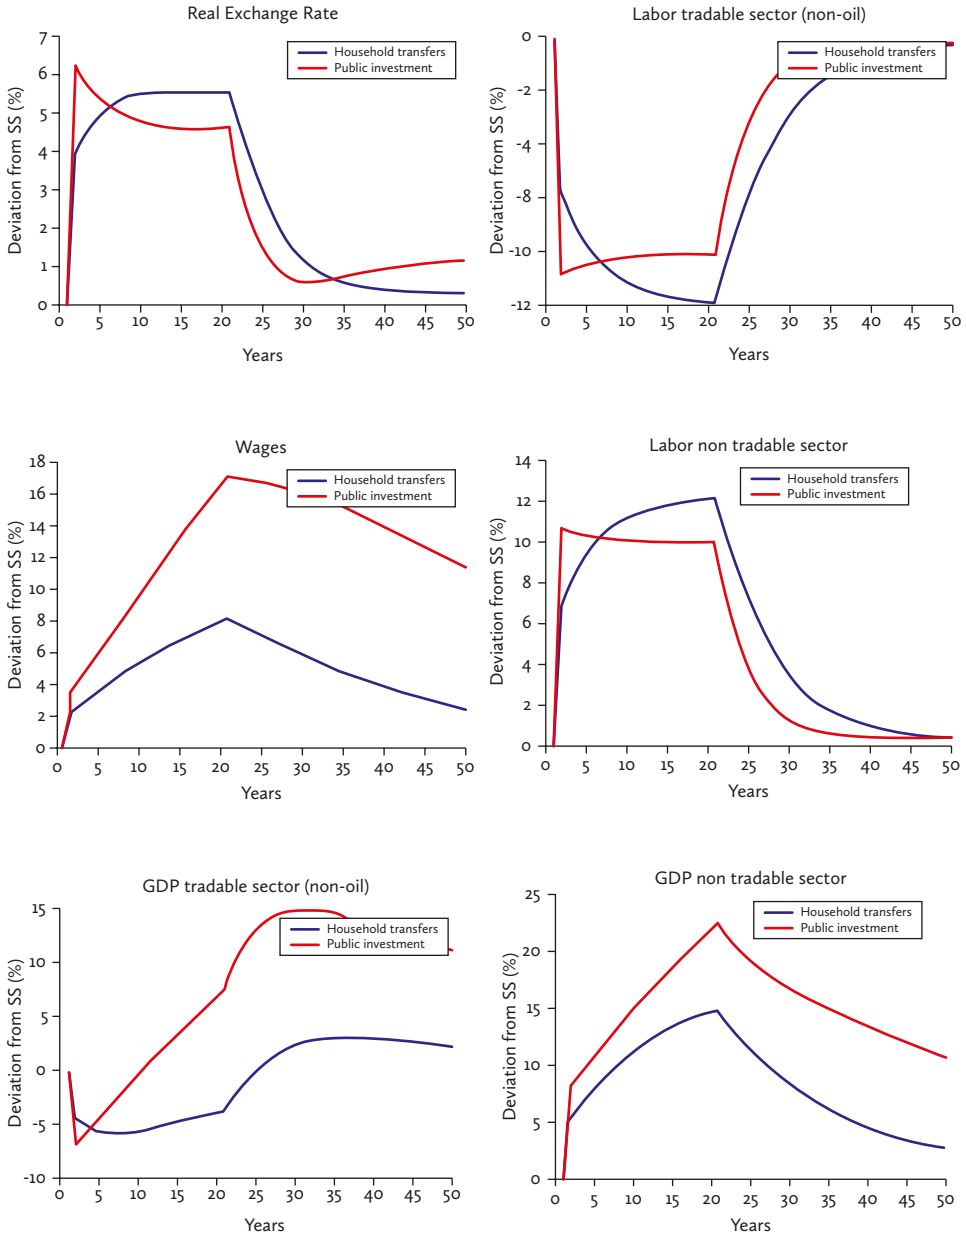 Real Exchange Rate
Deviation from SS (%)
7
6
5
4
3
2
1
0
Household transfers
Public investment
0 5 10 15 20 25 30 35 40 45 50
Years
Labor tradable sector (non-oil)
Deviation from SS (%)
0
-2
-4
-8
-10
-12
Household transfers
Public investment
0 5 10 15 20 25 30 35 40 45 50
Years
Wages
Deviation from SS (%)
18
16
14
12
10
8
6
4
2
0
Household transfers
Public investment
0 5 10 15 20 25 30 35 40 45 50
Years
Labor non tradable sector
Deviation from SS (%)
14
12
10
8
6
4
2
0
Household transfers
Public investment
0 5 10 15 20 25 30 35 40 45 50
Years
GDP tradable sector (non-oil)
Deviation from SS (%)
15
10
5
0
-5
-10
Household transfers
Public investment
0 5 10 15 20 25 30 35 40 45 50
Years
GDP non tradable sector
Deviation from SS (%)
25
20
15
10
5
0
Household transfers
Public investment
0 5 10 15 20 25 30 35 40 45 50
Years